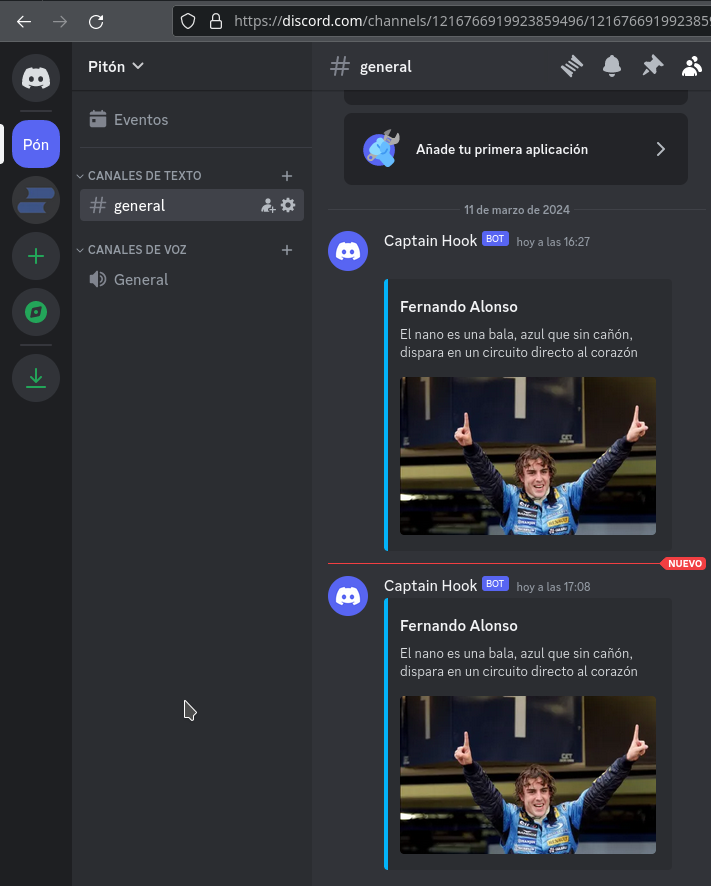 https://discord.com/channels/1216766919923859496/1216766919923859
Pitón
general
Pón
Eventos
Añade tu primera aplicación
CANALES DE TEXTO
general
11 de marzo de 2024
CANALES DE VOZ
General
Captain Hook BOT hoy a las 16:27
Fernando Alonso
El nano es una bala, azul que sin cañón,
dispara en un circuito directo al corazón
NUEVO
Captain Hook BOT hoy a las 17:08
Fernando Alonso
El nano es una bala, azul que sin cañón,
dispara en un circuito directo al corazón